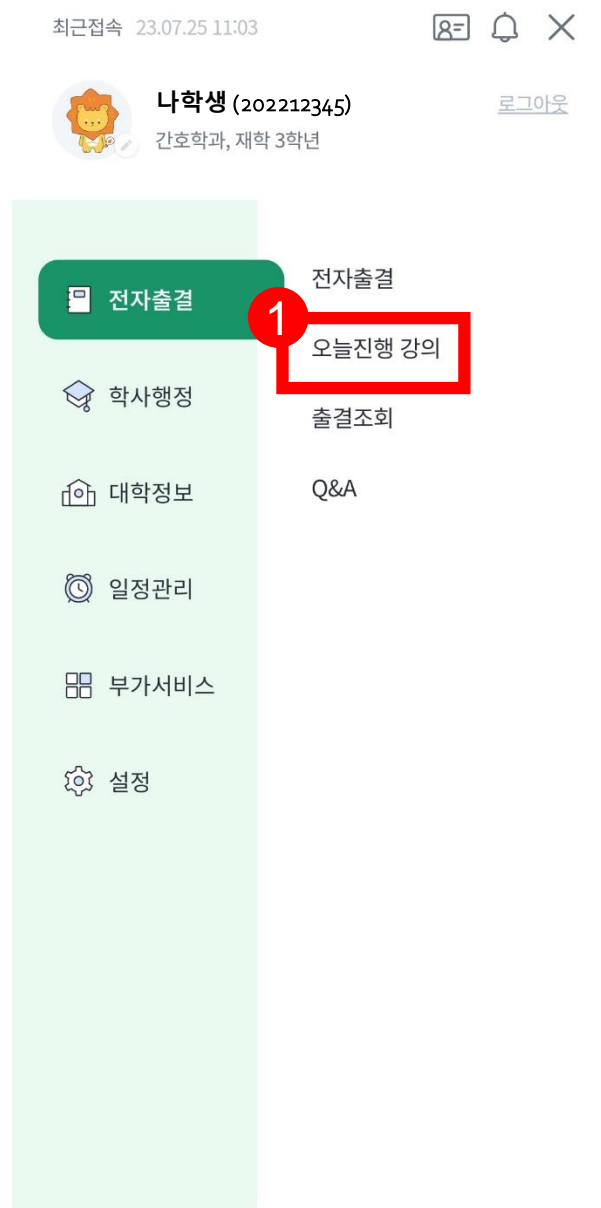 최근접속 23.07.25 11:03
나학생 (202212345)
로그아웃
간호학과, 재학 3학년
전자출결
학사행정
대학정보
일정관리
부가서비스
설정
전자출결
1
오늘진행 강의
출결조회
Q&A